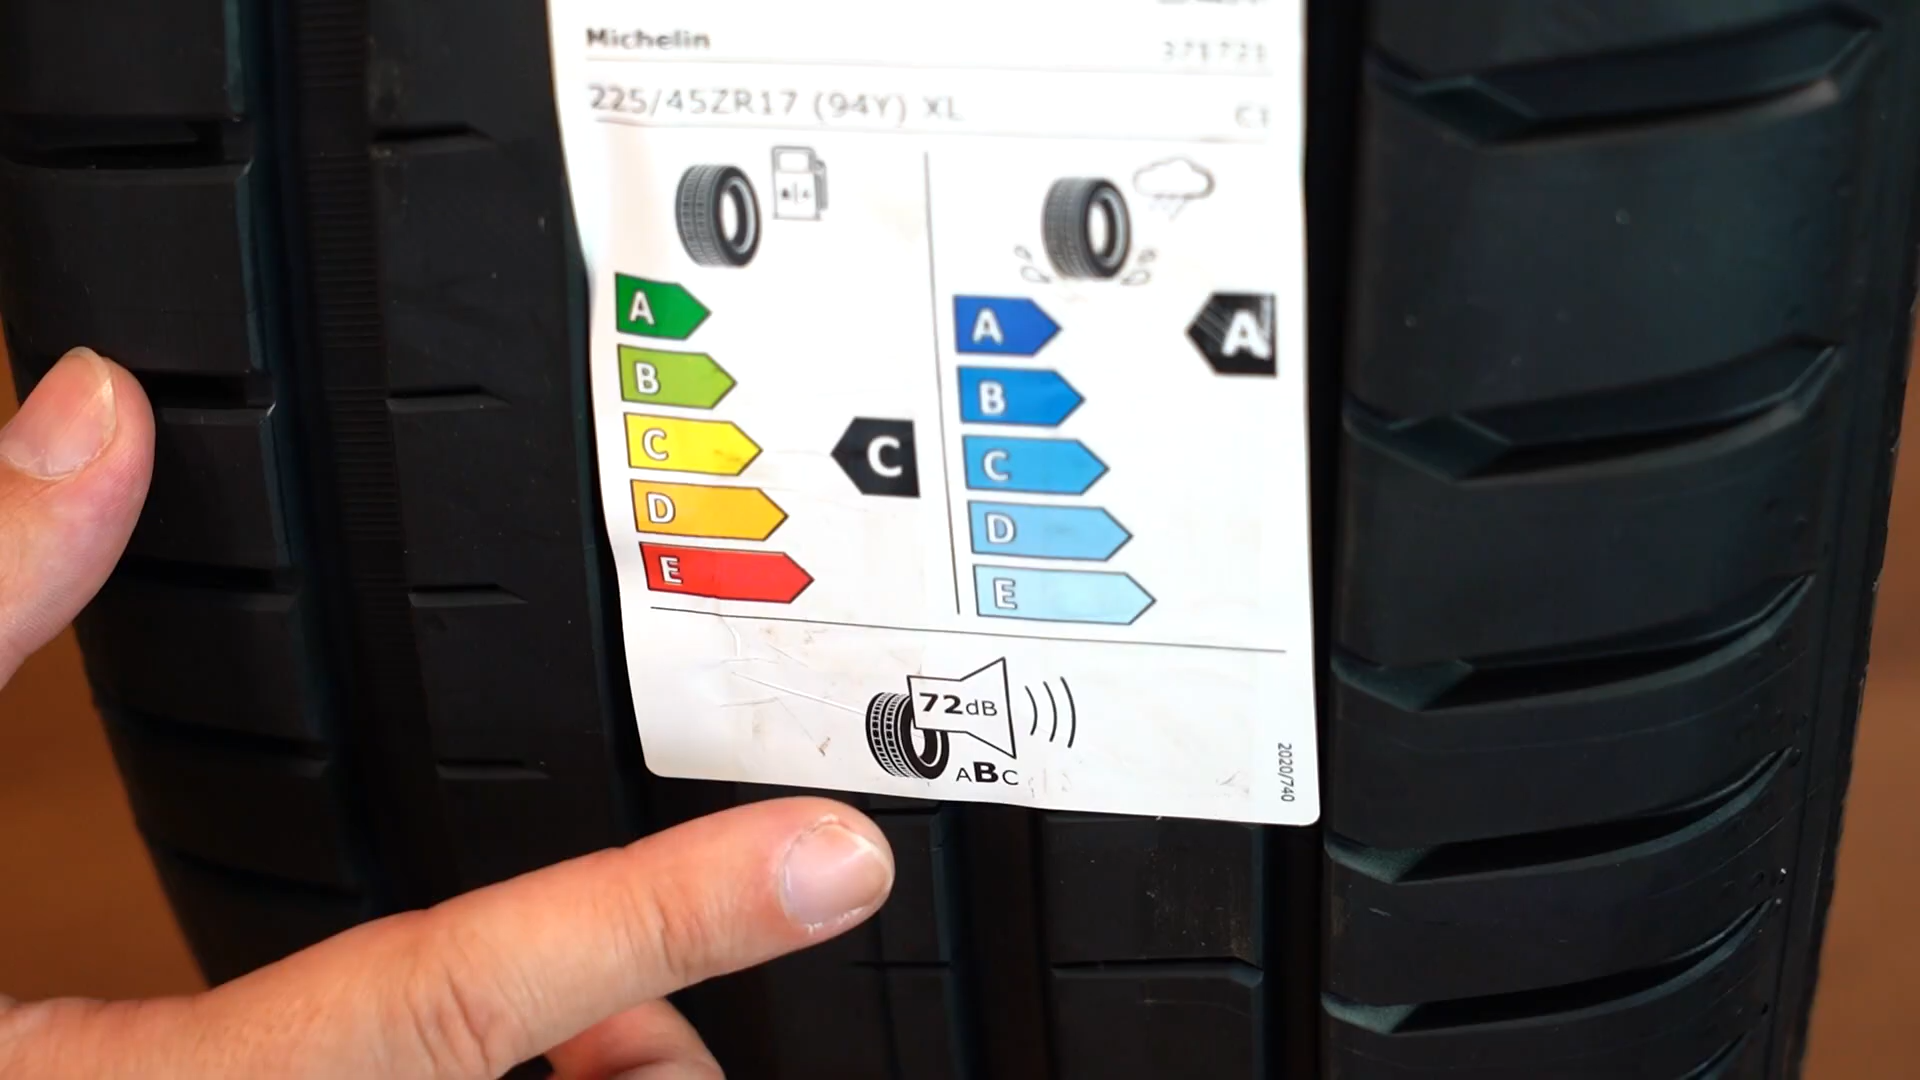 Michelin
225/45ZR17 (94Y) XL C1
A
B
C
D
E
C
A
B
C
D
E
A
72dB
ABC
2020/740